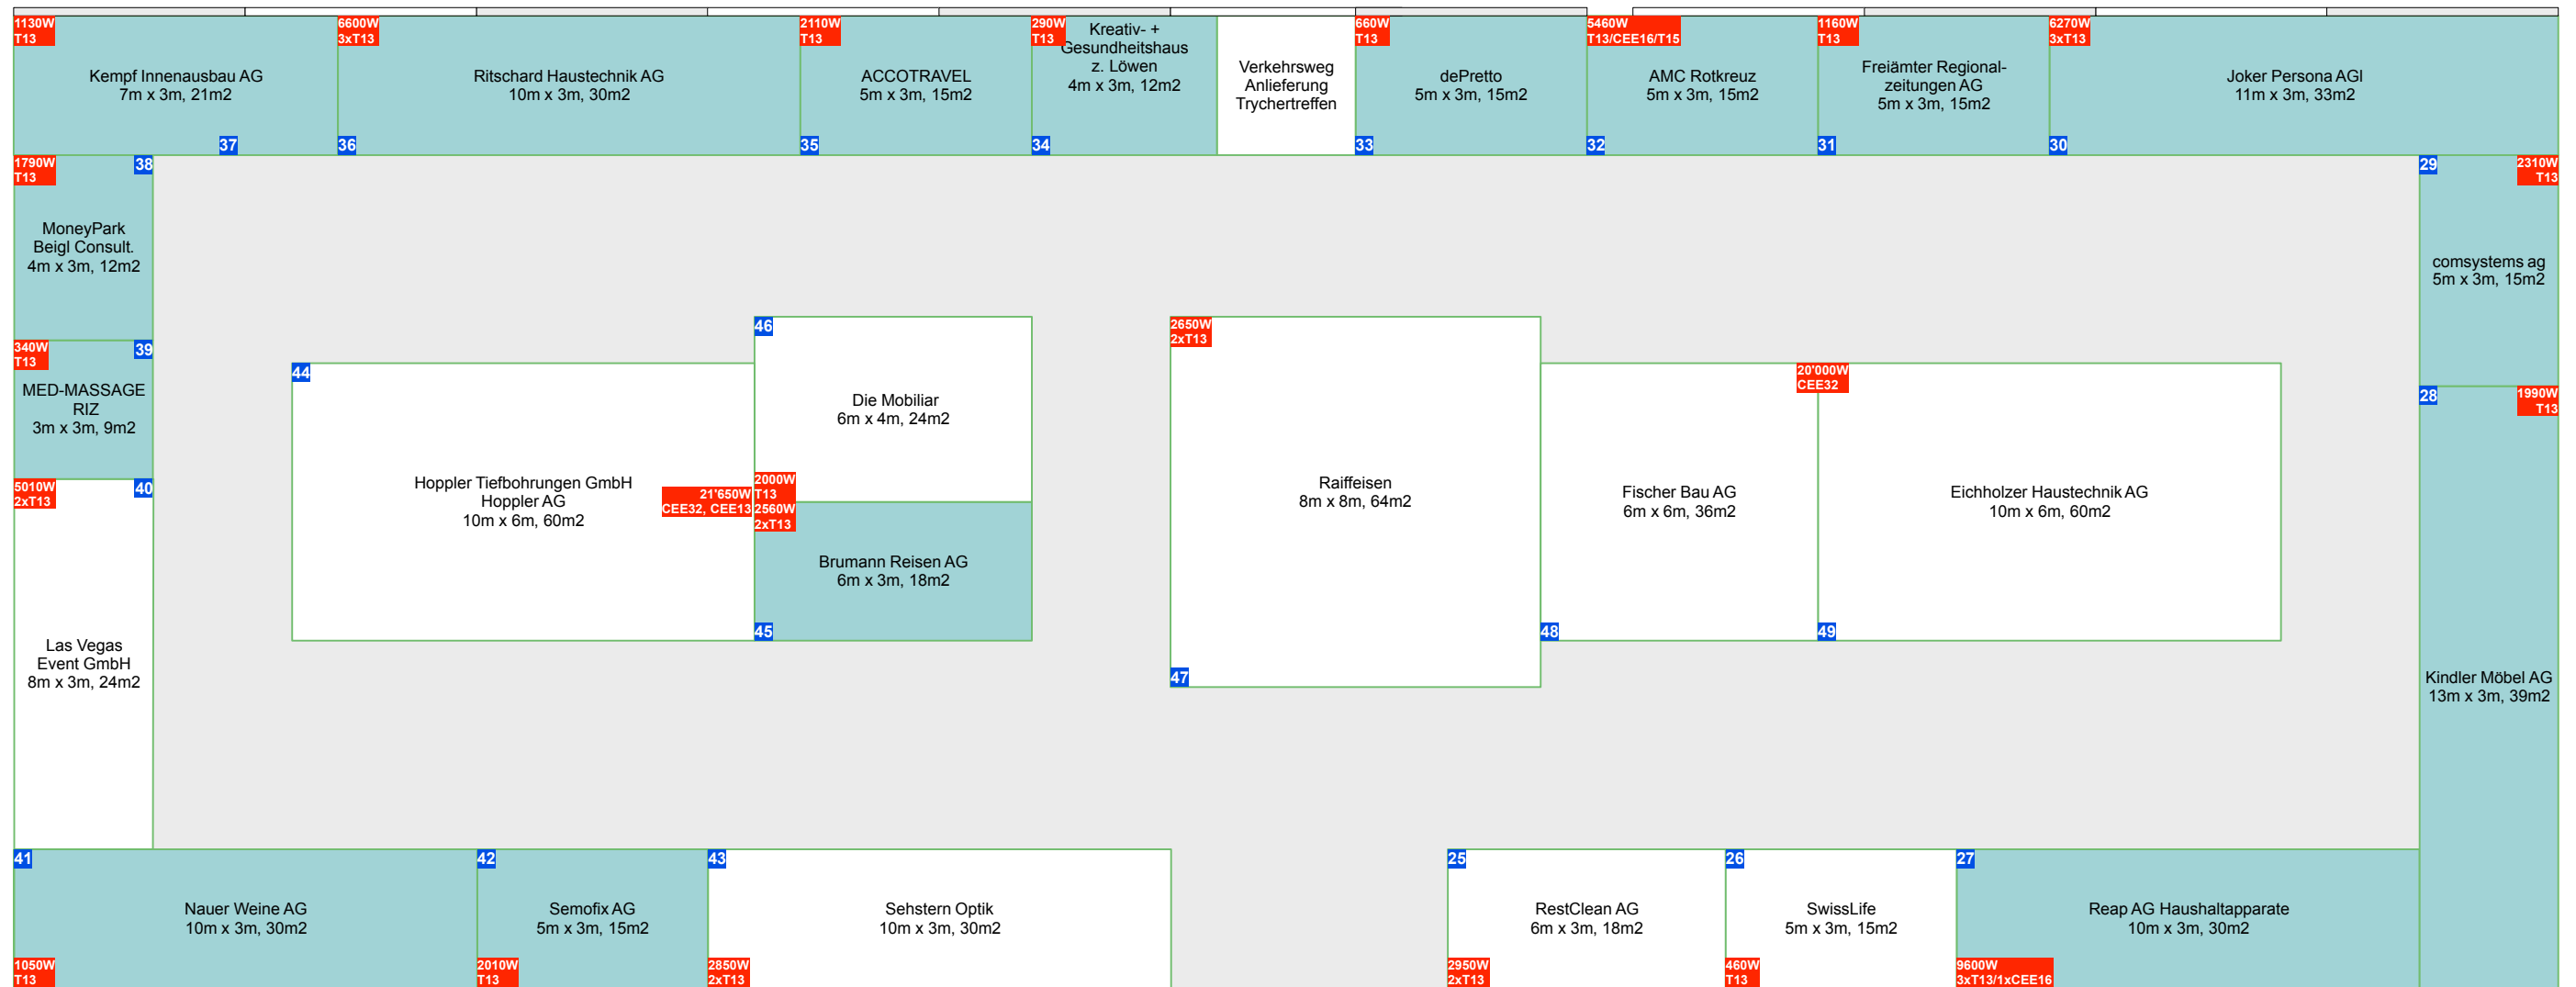 1130W
T13
Kempf Innenausbau AG
7m x 3m, 21m2
37
6600W
3xT13
Ritschard Haustechnik AG
10m x 3m, 30m2
36
2110W
T13
ACCOTRAVEL
5m x 3m, 15m2
35
290W
T13
Kreativ- +
Gesundheitshaus
z. Löwen
4m x 3m, 12m2
34
Verkehrsweg
Anlieferung
Trychertreffen
660W
T13
dePretto
5m x 3m, 15m2
33
5460W
T13/CEE16/T15
AMC Rotkreuz
5m x 3m, 15m2
32
1160W
T13
Freiämter Regional-
zeitungen AG
5m x 3m, 15m2
31
6270W
3xT13
Joker Persona AGl
11m x 3m, 33m2
30
1790W
T13
38
MoneyPark
Beigl Consult.
4m x 3m, 12m2
29
2310W
T13
comsystems ag
5m x 3m, 15m2
340W
T13
39
MED-MASSAGE
RIZ
3m x 3m, 9m2
5010W
2xT13
40
Las Vegas
Event GmbH
8m x 3m, 24m2
44
Hoppler Tiefbohrungen GmbH
Hoppler AG
10m x 6m, 60m2
21'650W
CEE32, CEE13
46
Die Mobiliar
6m x 4m, 24m2
2000W
T13
2560W
2xT13
Brumann Reisen AG
6m x 3m, 18m2
45
2650W
2xT13
Raiffeisen
8m x 8m, 64m2
47
20'000W
CEE32
Fischer Bau AG
6m x 6m, 36m2
48
Eichholzer Haustechnik AG
10m x 6m, 60m2
49
28
1990W
T13
Kindler Möbel AG
13m x 3m, 39m2
41
Nauer Weine AG
10m x 3m, 30m2
1050W
T13
42
Semofix AG
5m x 3m, 15m2
2010W
T13
43
Sehstern Optik
10m x 3m, 30m2
2850W
2xT13
25
RestClean AG
6m x 3m, 18m2
2950W
2xT13
26
SwissLife
5m x 3m, 15m2
460W
T13
27
Reap AG Haushaltapparate
10m x 3m, 30m2
9600W
3xT13/1xCEE16